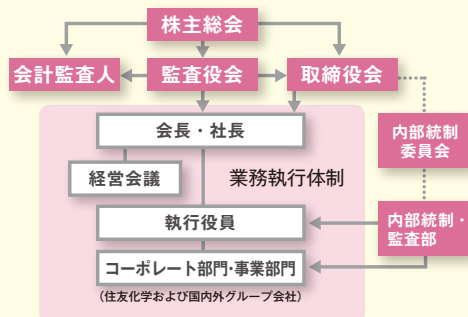 株主総会
会計監査人
監査役会
取締役会
会長・社長
内部統制
委員会
経営会議
業務執行体制
執行役員
内部統制・
監査部
コーポレート部門・事業部門
（住友化学および国内外グループ会社）